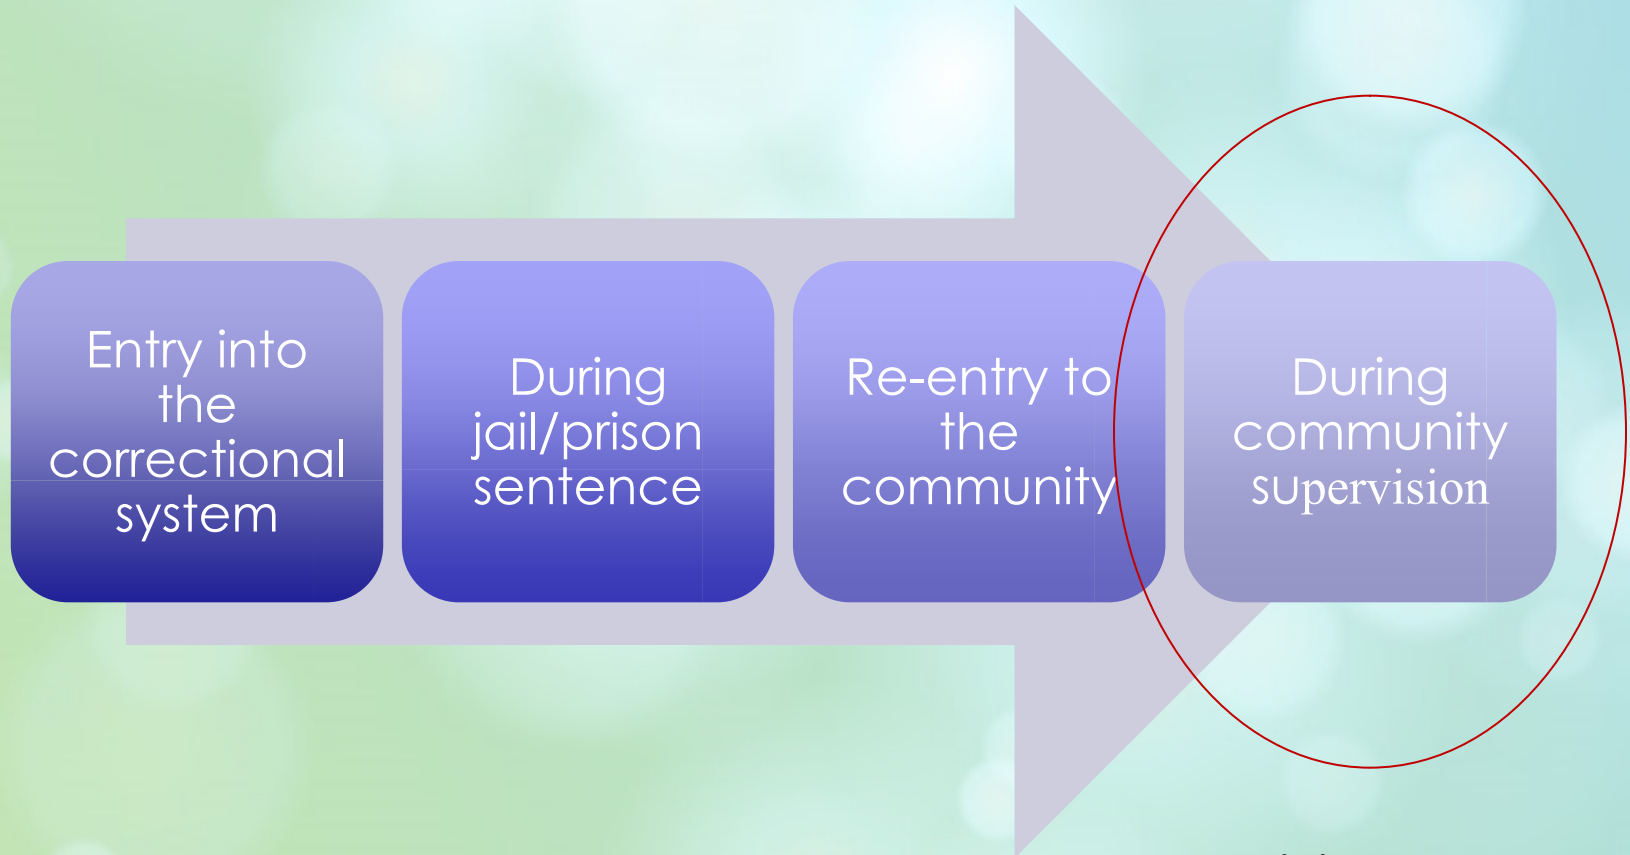 Entry into
the
correctional
system
During
jail/prison
sentence
Re-entry to
the
community
During
community
supervision